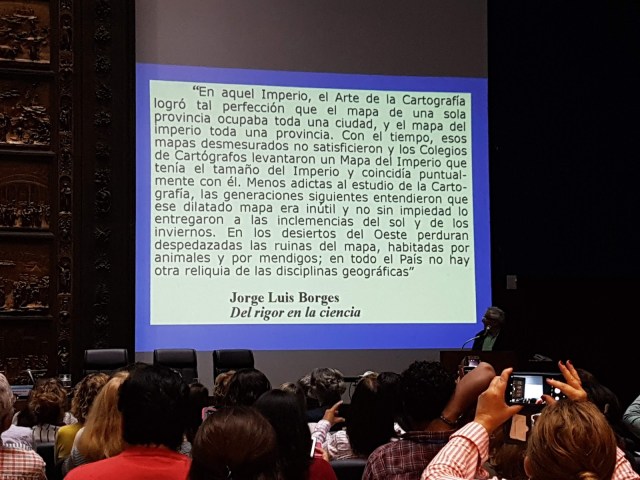 “En aquel Imperio, el Arte de la Cartografía
logró tal perfección que el mapa de una sola
provincia ocupaba toda una ciudad, y el mapa del
imperio toda una provincia. Con el tiempo, esos
mapas desmesurados no satisficieron y los Colegios
de Cartógrafos levantaron un Mapa del Imperio que
tenía el tamaño del Imperio y coincidía puntual-
mente con él. Menos adictas al estudio de la Carto-
grafía, las generaciones siguientes entendieron que
ese dilatado mapa era inútil y no sin impiedad lo
entregaron a las inclemencias del sol y de los
inviernos. En los desiertos del Oeste perduran
despedazadas las ruinas del mapa, habitadas por
animales y por mendigos; en todo el País no hay
otra reliquia de las disciplinas geográficas”
Jorge Luis Borges
Del rigor en la ciencia